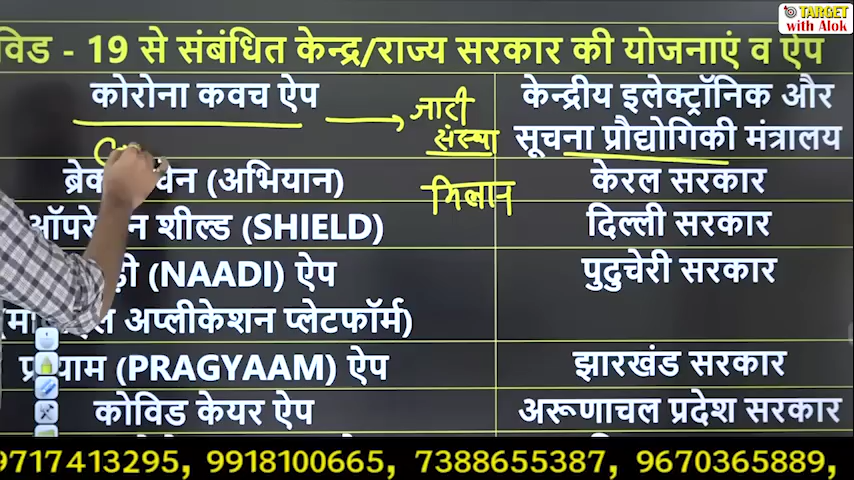 TARGET
with Alok
विड - 19 से संबंधित केन्द्र/राज्य सरकार की योजनाएं व ऐप
कोरोना कवच ऐप
जारी
संस्था
केन्द्रीय इलेक्ट्रॉनिक और
सूचना प्रौद्योगिकी मंत्रालय
(अभियान)
मिलान
केरल सरकार
शील्ड (SHIELD)
दिल्ली सरकार
(NAADI) ऐप
पुदुचेरी सरकार
अप्लीकेशन प्लेटफॉर्म)
(PRAGYAAM) ऐप
झारखंड सरकार
कोविड केयर ऐप
अरूणाचल प्रदेश सरकार
9717413295, 9918100665, 7388655387, 9670365889,